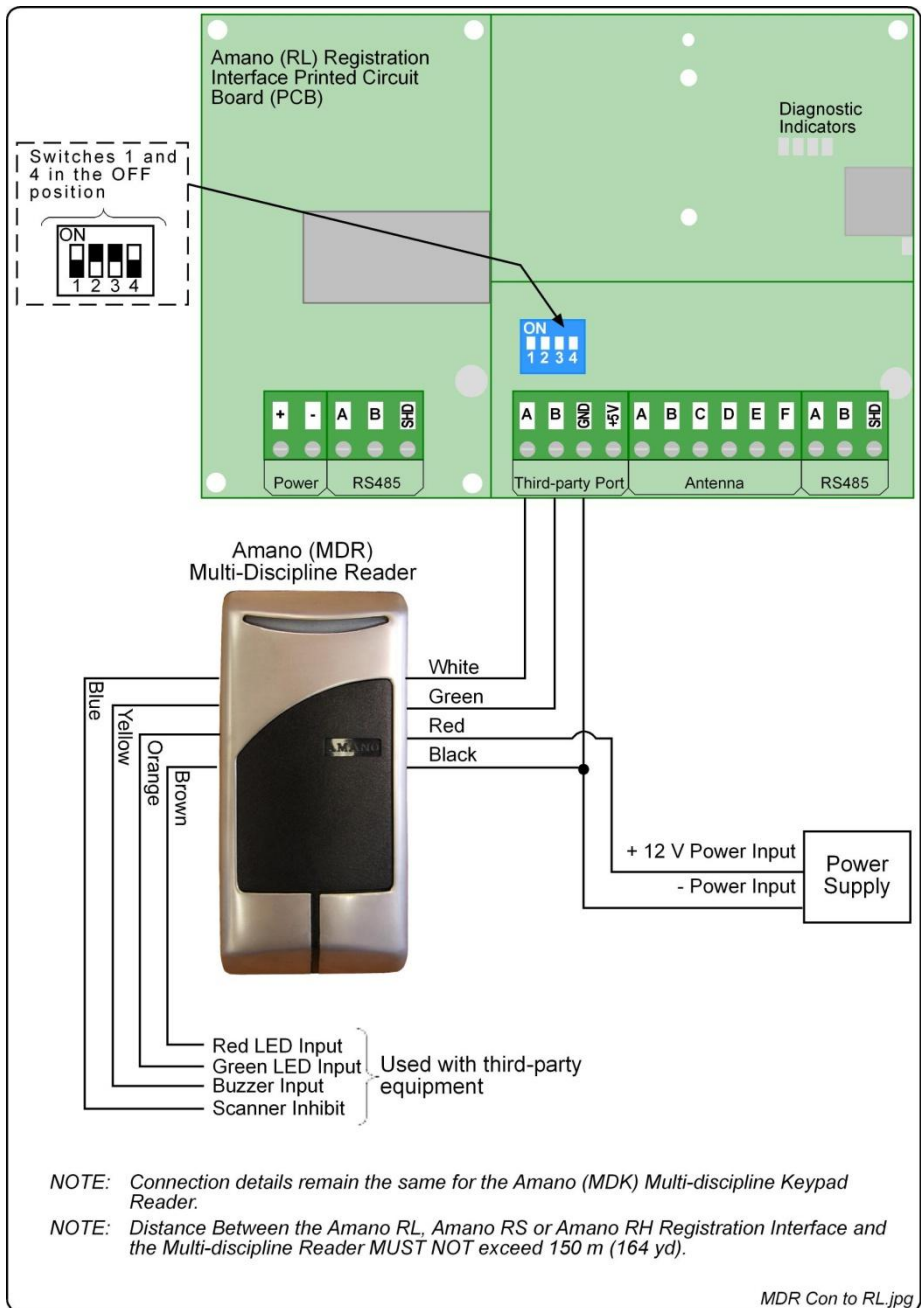 Amano (RL) Registration
Interface Printed Circuit
Board (PCB)
Diagnostic
Indicators
Switches 1 and
4 in the OFF
position
ON
1 2 3 4
ON
1 2 3 4
+ - A B SHD
Power RS485
A B GND +5V A B C D E F A B SHD
Third-party Port Antenna RS485
Amano (MDR)
Multi-Discipline Reader
White
Green
Red
Black
Blue
Yellow
Orange
Brown
AMANO
+ 12 V Power Input
- Power Input
Power
Supply
Red LED Input
Green LED Input
Buzzer Input
Scanner Inhibit
Used with third-party
equipment
NOTE: Connection details remain the same for the Amano (MDK) Multi-discipline Keypad
Reader.
NOTE: Distance Between the Amano RL, Amano RS or Amano RH Registration Interface and
the Multi-discipline Reader MUST NOT exceed 150 m (164 yd).
MDR Con to RL.jpg